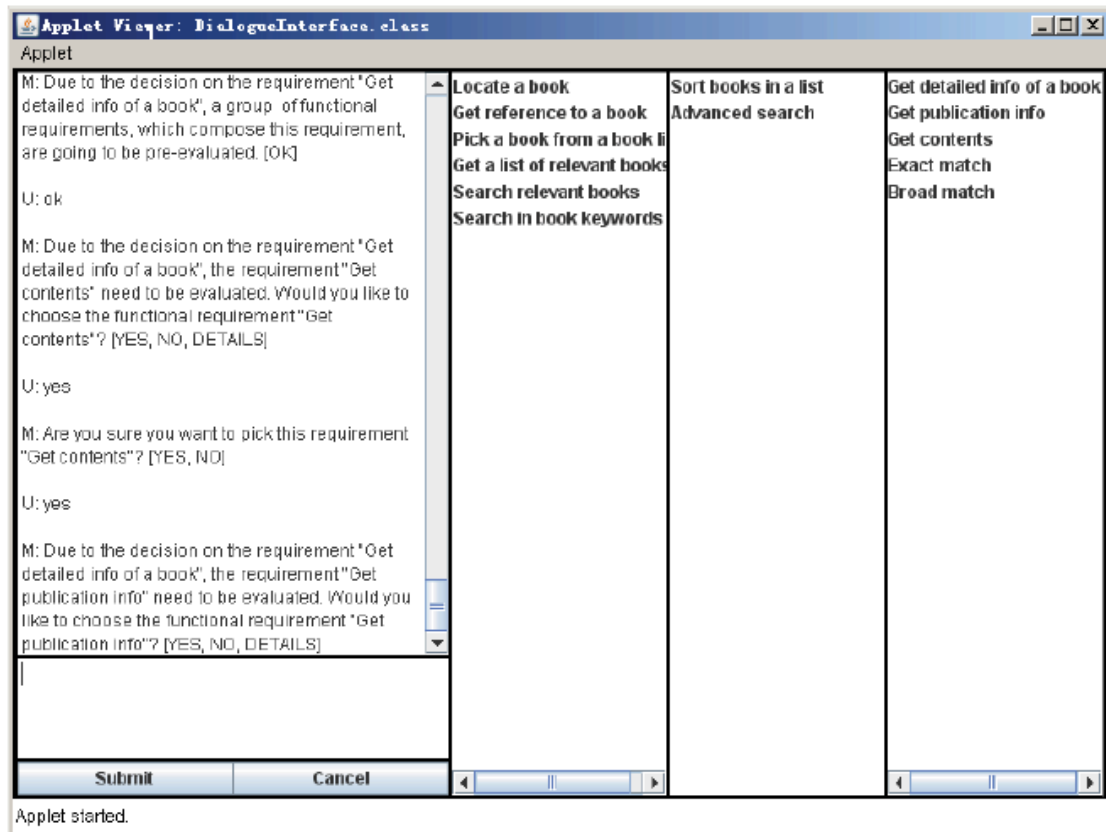 Applet Viewer: DialogueInterface.class
Applet
M: Due to the decision on the requirement "Get
detailed info of a book", a group of functional
requirements, which compose this requirement,
are going to be pre-evaluated. [OK]
U: ok
M: Due to the decision on the requirement "Get
detailed info of a book", the requirement "Get
contents" need to be evaluated. Would you like to
choose the functional requirement "Get
contents"? [YES, NO, DETAILS]
U: yes
M: Are you sure you want to pick this requirement
"Get contents"? [YES, NO]
U: yes
M: Due to the decision on the requirement "Get
detailed info of a book", the requirement "Get
publication info" need to be evaluated. Would you
like to choose the functional requirement "Get
publication info"? [YES, NO, DETAILS]
Submit
Cancel
Locate a book
Get reference to a book
Pick a book from a book li
Get a list of relevant books
Search relevant books
Search in book keywords
Sort books in a list
Advanced search
Get detailed info of a book
Get publication info
Get contents
Exact match
Broad match
Applet started.